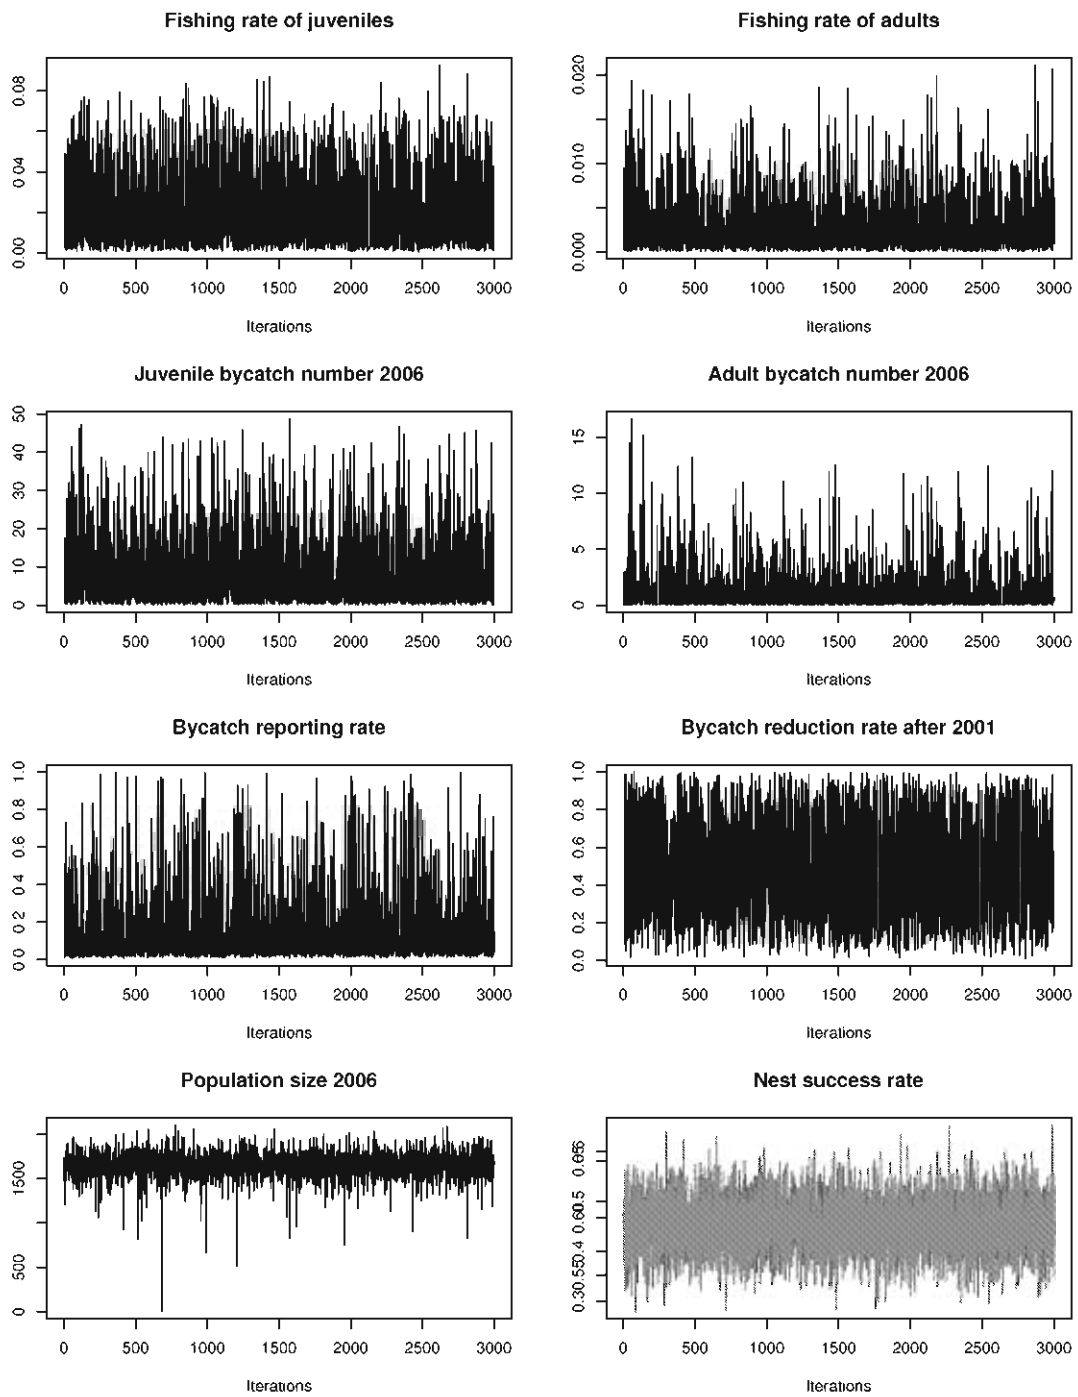 Fishing rate of juveniles
0.00 0.04 0.08
0 500 1000 1500 2000 2500 3000
Iterations
Fishing rate of adults
0.000 0.010 0.020
0 500 1000 1500 2000 2500 3000
Iterations
Juvenile bycatch number 2006
0 10 20 30 40 50
0 500 1000 1500 2000 2500 3000
Iterations
Adult bycatch number 2006
0 5 10 15
0 500 1000 1500 2000 2500 3000
Iterations
Bycatch reporting rate
0.0 0.2 0.4 0.6 0.8 1.0
0 500 1000 1500 2000 2500 3000
Iterations
Bycatch reduction rate after 2001
0.0 0.2 0.4 0.6 0.8 1.0
0 500 1000 1500 2000 2500 3000
Iterations
Population size 2006
0 500 1500
0 500 1000 1500 2000 2500 3000
Iterations
Nest success rate
0 500 1000 1500 2000 2500 3000
Iterations